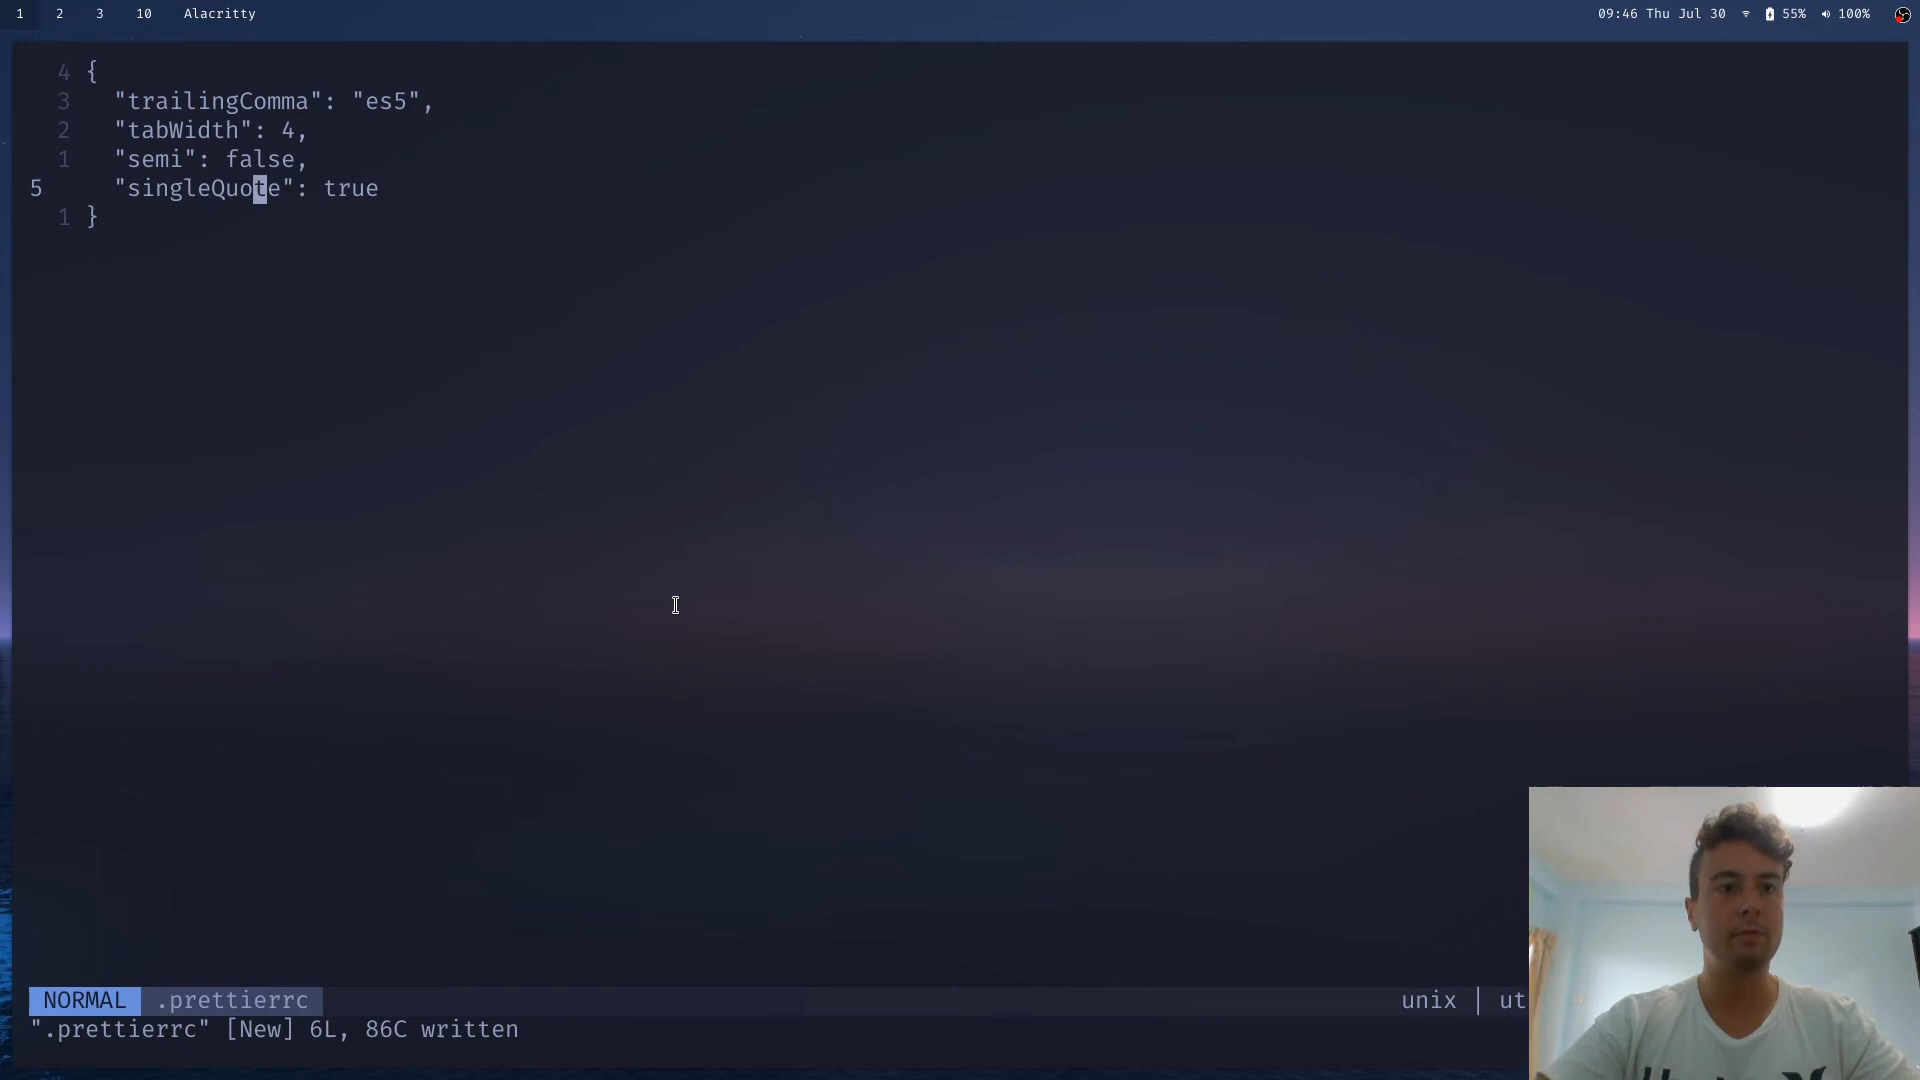 1 2 3 10 Alacritty 09:46 Thu Jul 30 55% 100%
4 {
3 "trailingComma": "es5",
2 "tabWidth": 4,
1 "semi": false,
5 "singleQuote": true
1 }
NORMAL .prettierrc unix | ut
".prettierrc" [New] 6L, 86C written